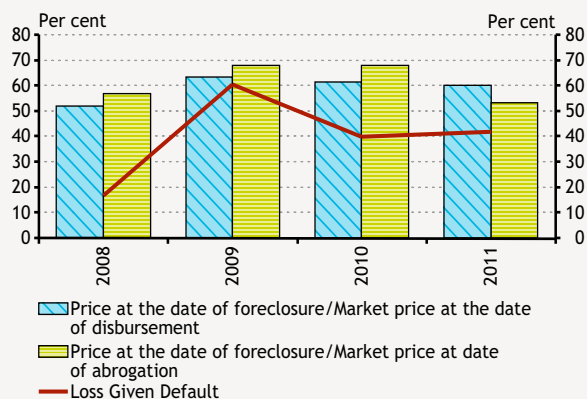 Per cent Per cent
80 80
70 70
60 60
50 50
40 40
30 30
20 20
10 10
0 0
2008 2009 2010 2011
Price at the date of foreclosure/Market price at the date
of disbursement
Price at the date of foreclosure/Market price at date
of abrogation
Loss Given Default